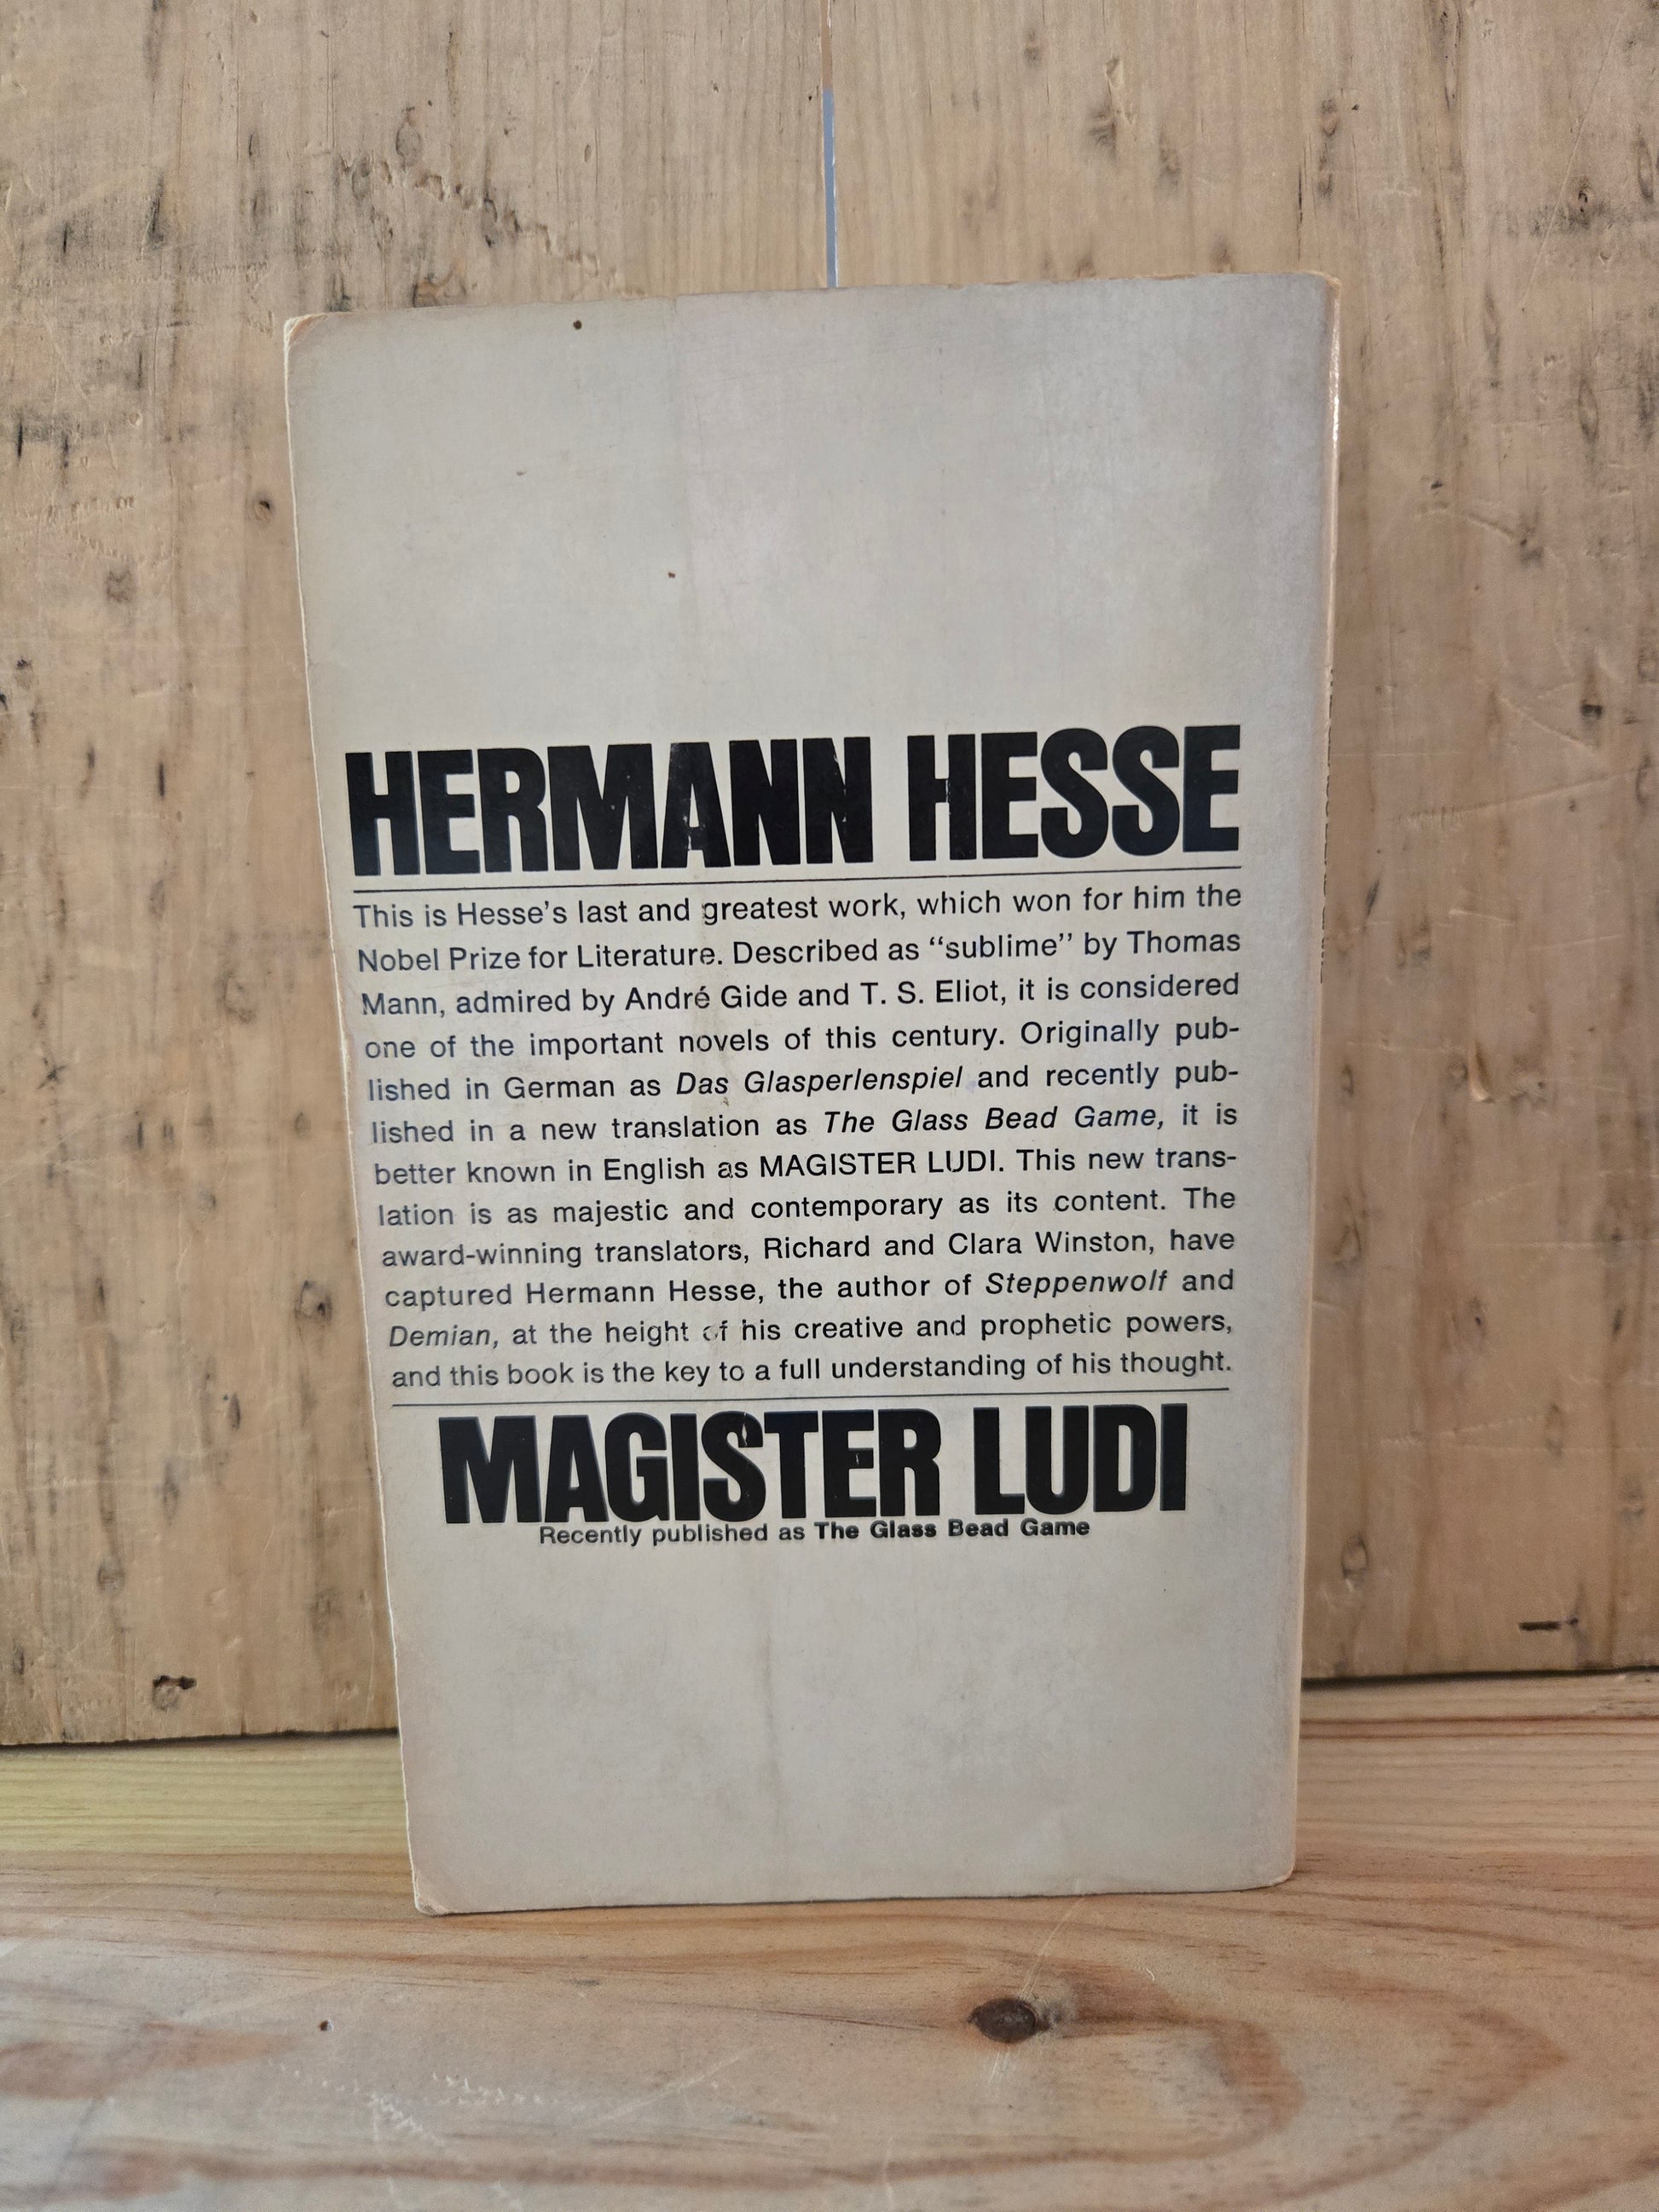 HERMANN HESSE
This is Hesse's last and greatest work, which won for him the
Nobel Prize for Literature. Described as “sublime” by Thomas
Mann, admired by André Gide and T. S. Eliot, it is considered
one of the important novels of this century. Originally pub-
lished in German as Das Glasperlenspiel and recently pub-
lished in a new translation as The Glass Bead Game, it is
better known in English as MAGISTER LUDI. This new trans-
lation is as majestic and contemporary as its content. The
award-winning translators, Richard and Clara Winston, have
captured Hermann Hesse, the author of Steppenwolf and
Demian, at the height of his creative and prophetic powers,
and this book is the key to a full understanding of his thought.
MAGISTER LUDI
Recently published as The Glass Bead Game